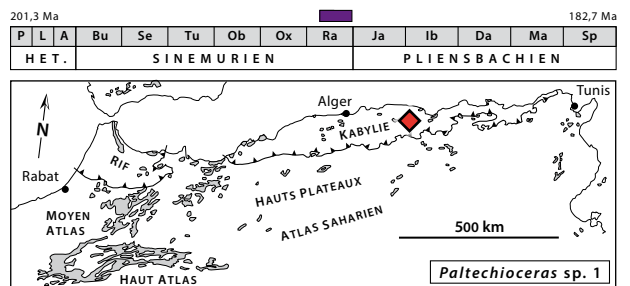 201,3 Ma 182,7 Ma
P L A Bu Se Tu Ob Ox Ra Ja Ib Da Ma Sp
HET. SINEMURIEN PLIENSBACHIEN
Tunis
Alger
N
KABYLIE
RIF
Rabat
HAUTS PLATEAUX
MOYEN
ATLAS
ATLAS SAHARIEN
500 km
HAUT ATLAS
Paltechioceras sp. 1